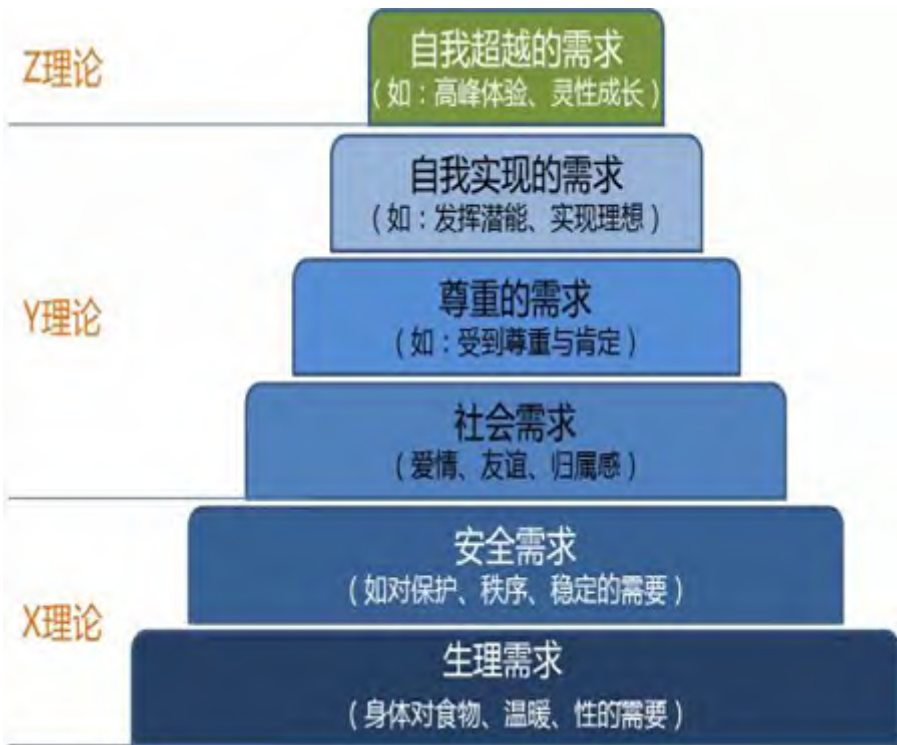 Z理论
自我超越的需求
（如：高峰体验、灵性成长）
自我实现的需求
（如：发挥潜能、实现理想）
Y理论
尊重的需求
（如：受到尊重与肯定）
社会需求
（爱情、友谊、归属感）
X理论
安全需求
（如对保护、秩序、稳定的需要）
生理需求
（身体对食物、温暖、性的需要）